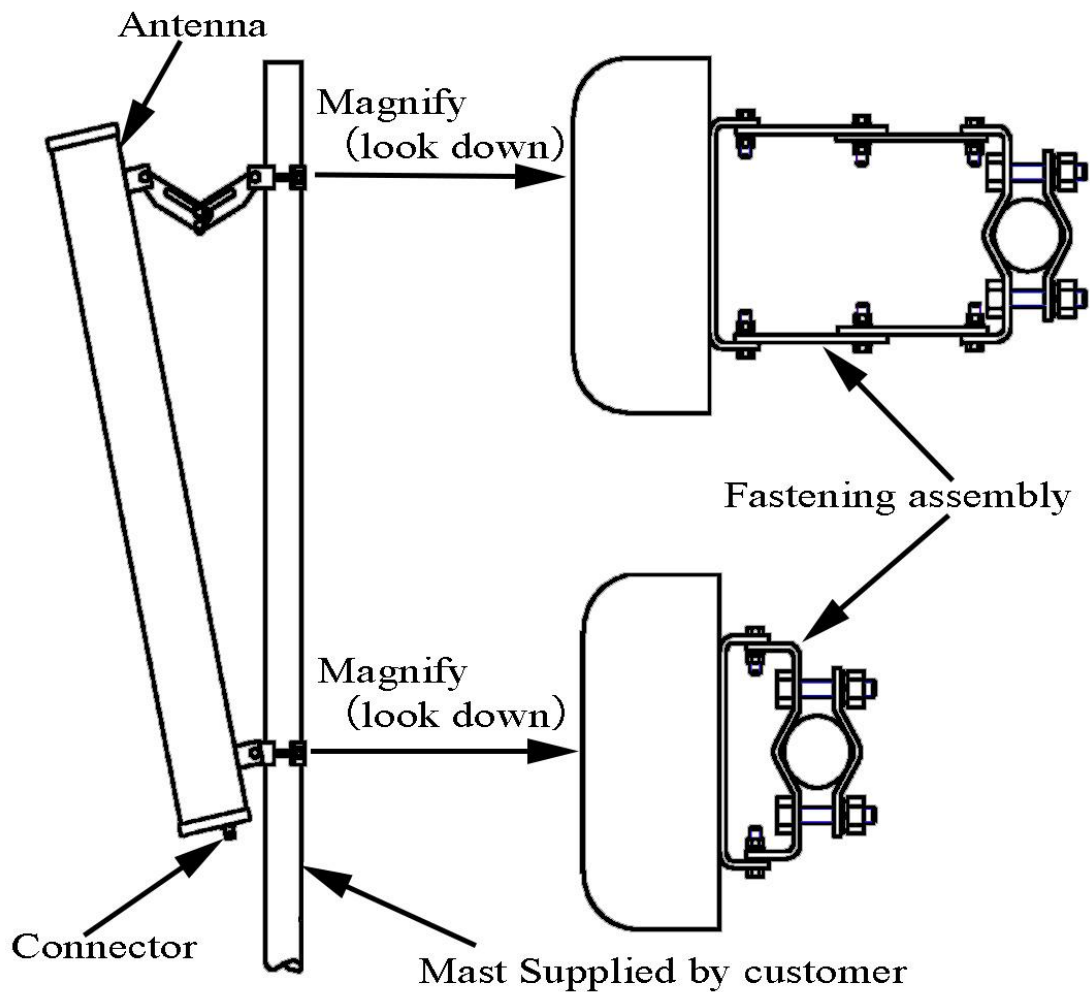 Antenna
Magnify
(look down)
Fastening assembly
Magnify
(look down)
Connector
Mast Supplied by customer